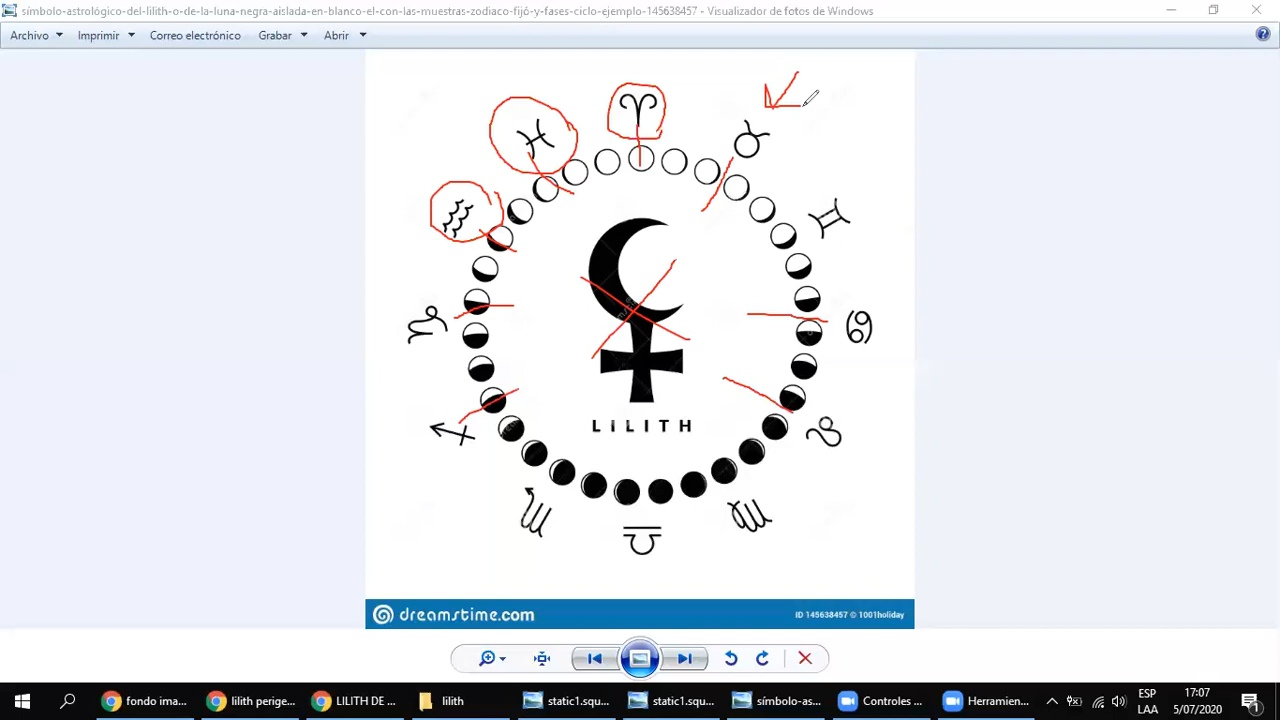 símbolo-astrológico-del-lilith-o-de-la-luna-negra-aislada-en-blanco-el-con-las-muestras-zodiaco-fijó-y-fases-ciclo-ejemplo-145638457 - Visualizador de fotos de Windows
Archivo Imprimir Correo electrónico Grabar Abrir
LILITH
dreamstime.com
ID 145638457 © 1001holiday
fondo ima... lilith perige... LILITH DE ... lilith static1.squ... static1.squ... símbolo-as... Controles ... Herramien...
ESP 17:07
LAA 5/07/2020